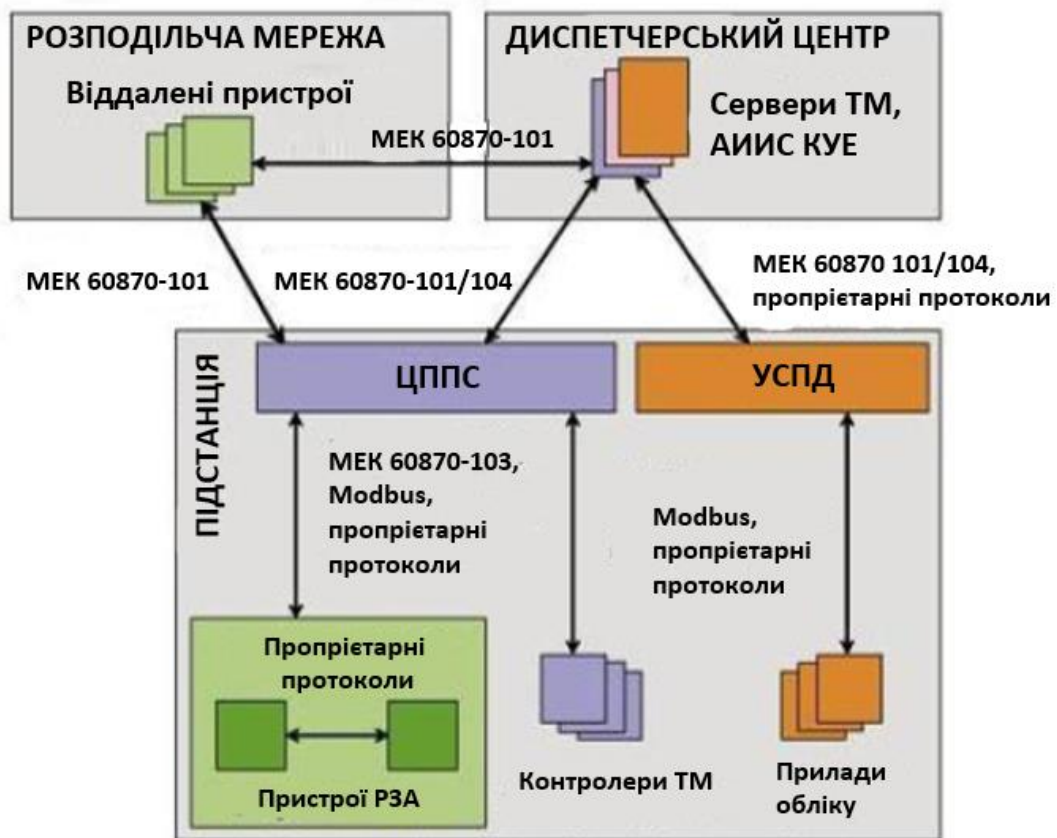 РОЗПОДІЛЬЧА МЕРЕЖА
Віддалені пристрої
ДИСПЕТЧЕРСЬКИЙ ЦЕНТР
Сервери ТМ,
АИИС КУЕ
МЕК 60870-101
МЕК 60870-101
МЕК 60870-101/104
МЕК 60870 101/104,
пропрієтарні протоколи
ПІДСТАНЦІЯ
ЦППС
УСПД
МЕК 60870-103,
Modbus,
пропрієтарні
протоколи
Modbus,
пропрієтарні
протоколи
Пропрієтарні
протоколи
Пристрої РЗА
Контролери ТМ
Прилади
обліку